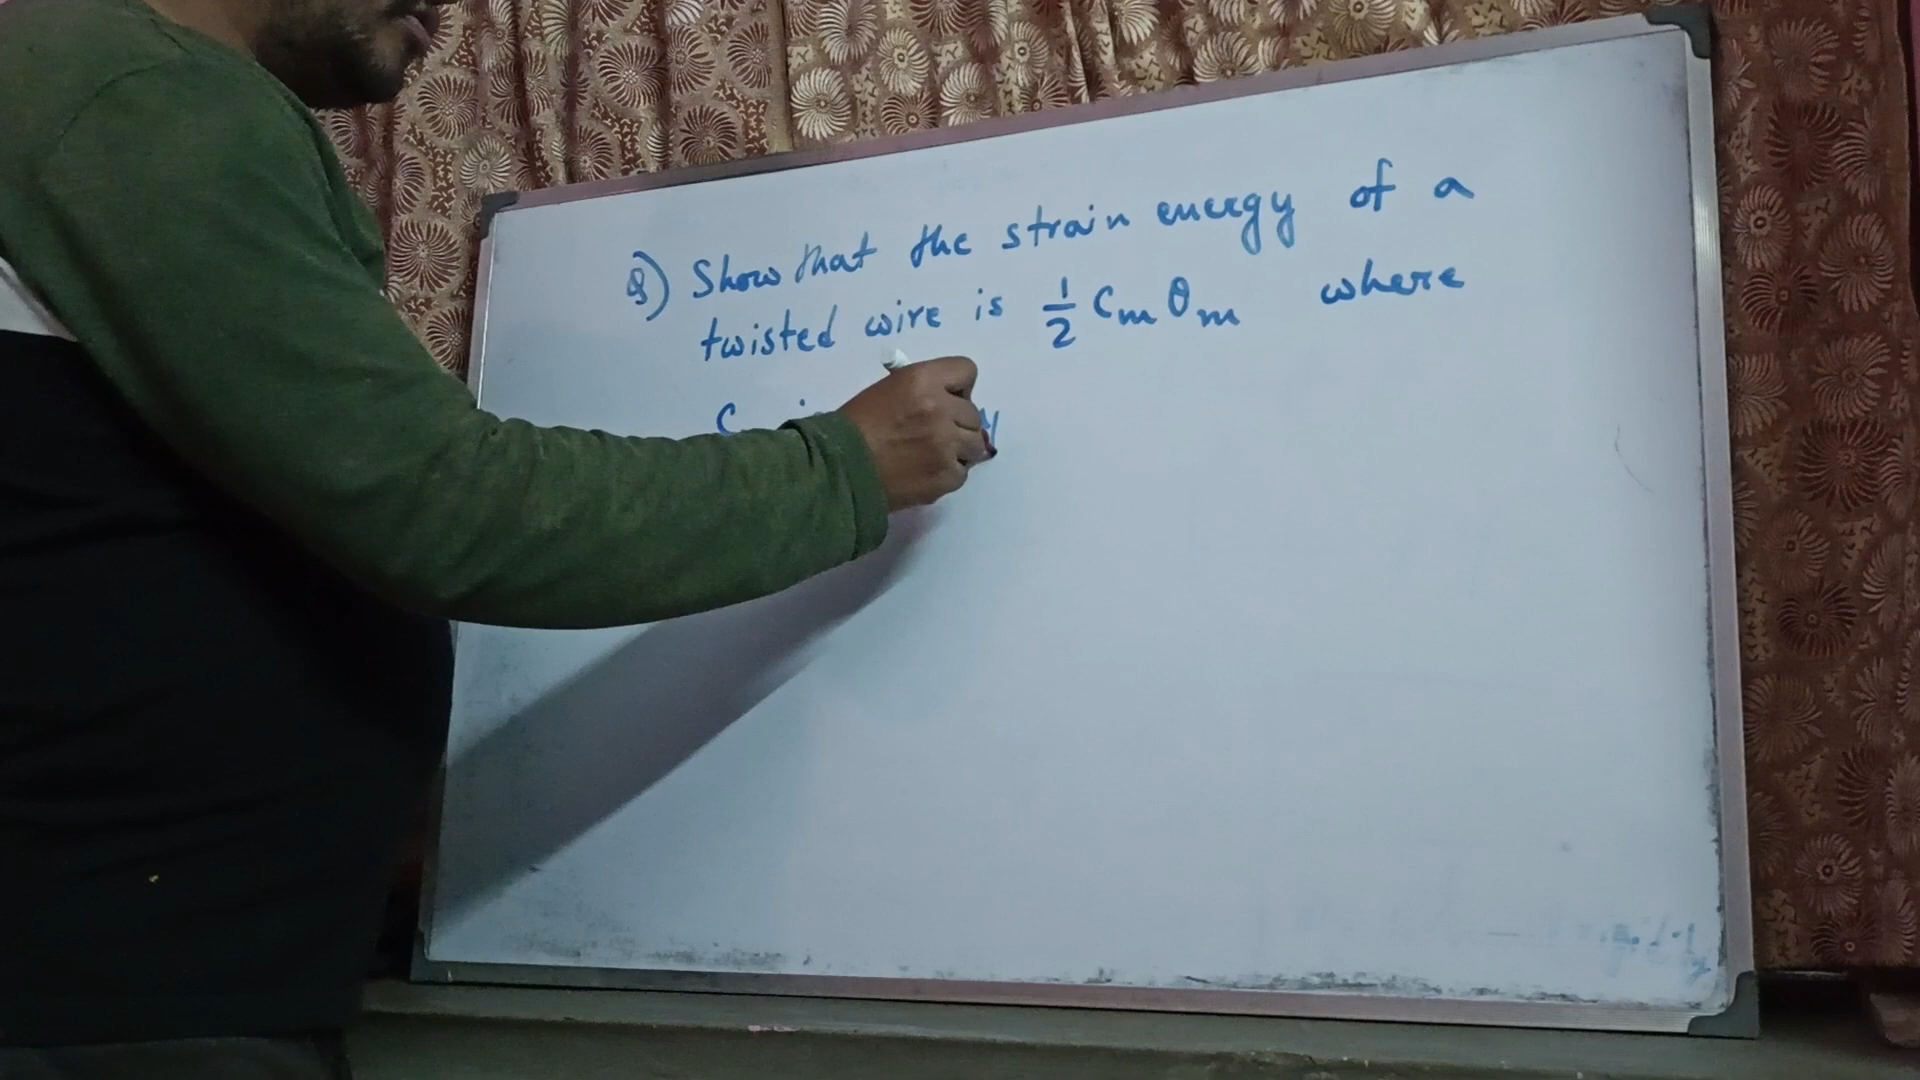 Q) Show that the strain energy of a
twisted wire is 1/2 Cm θm where
C